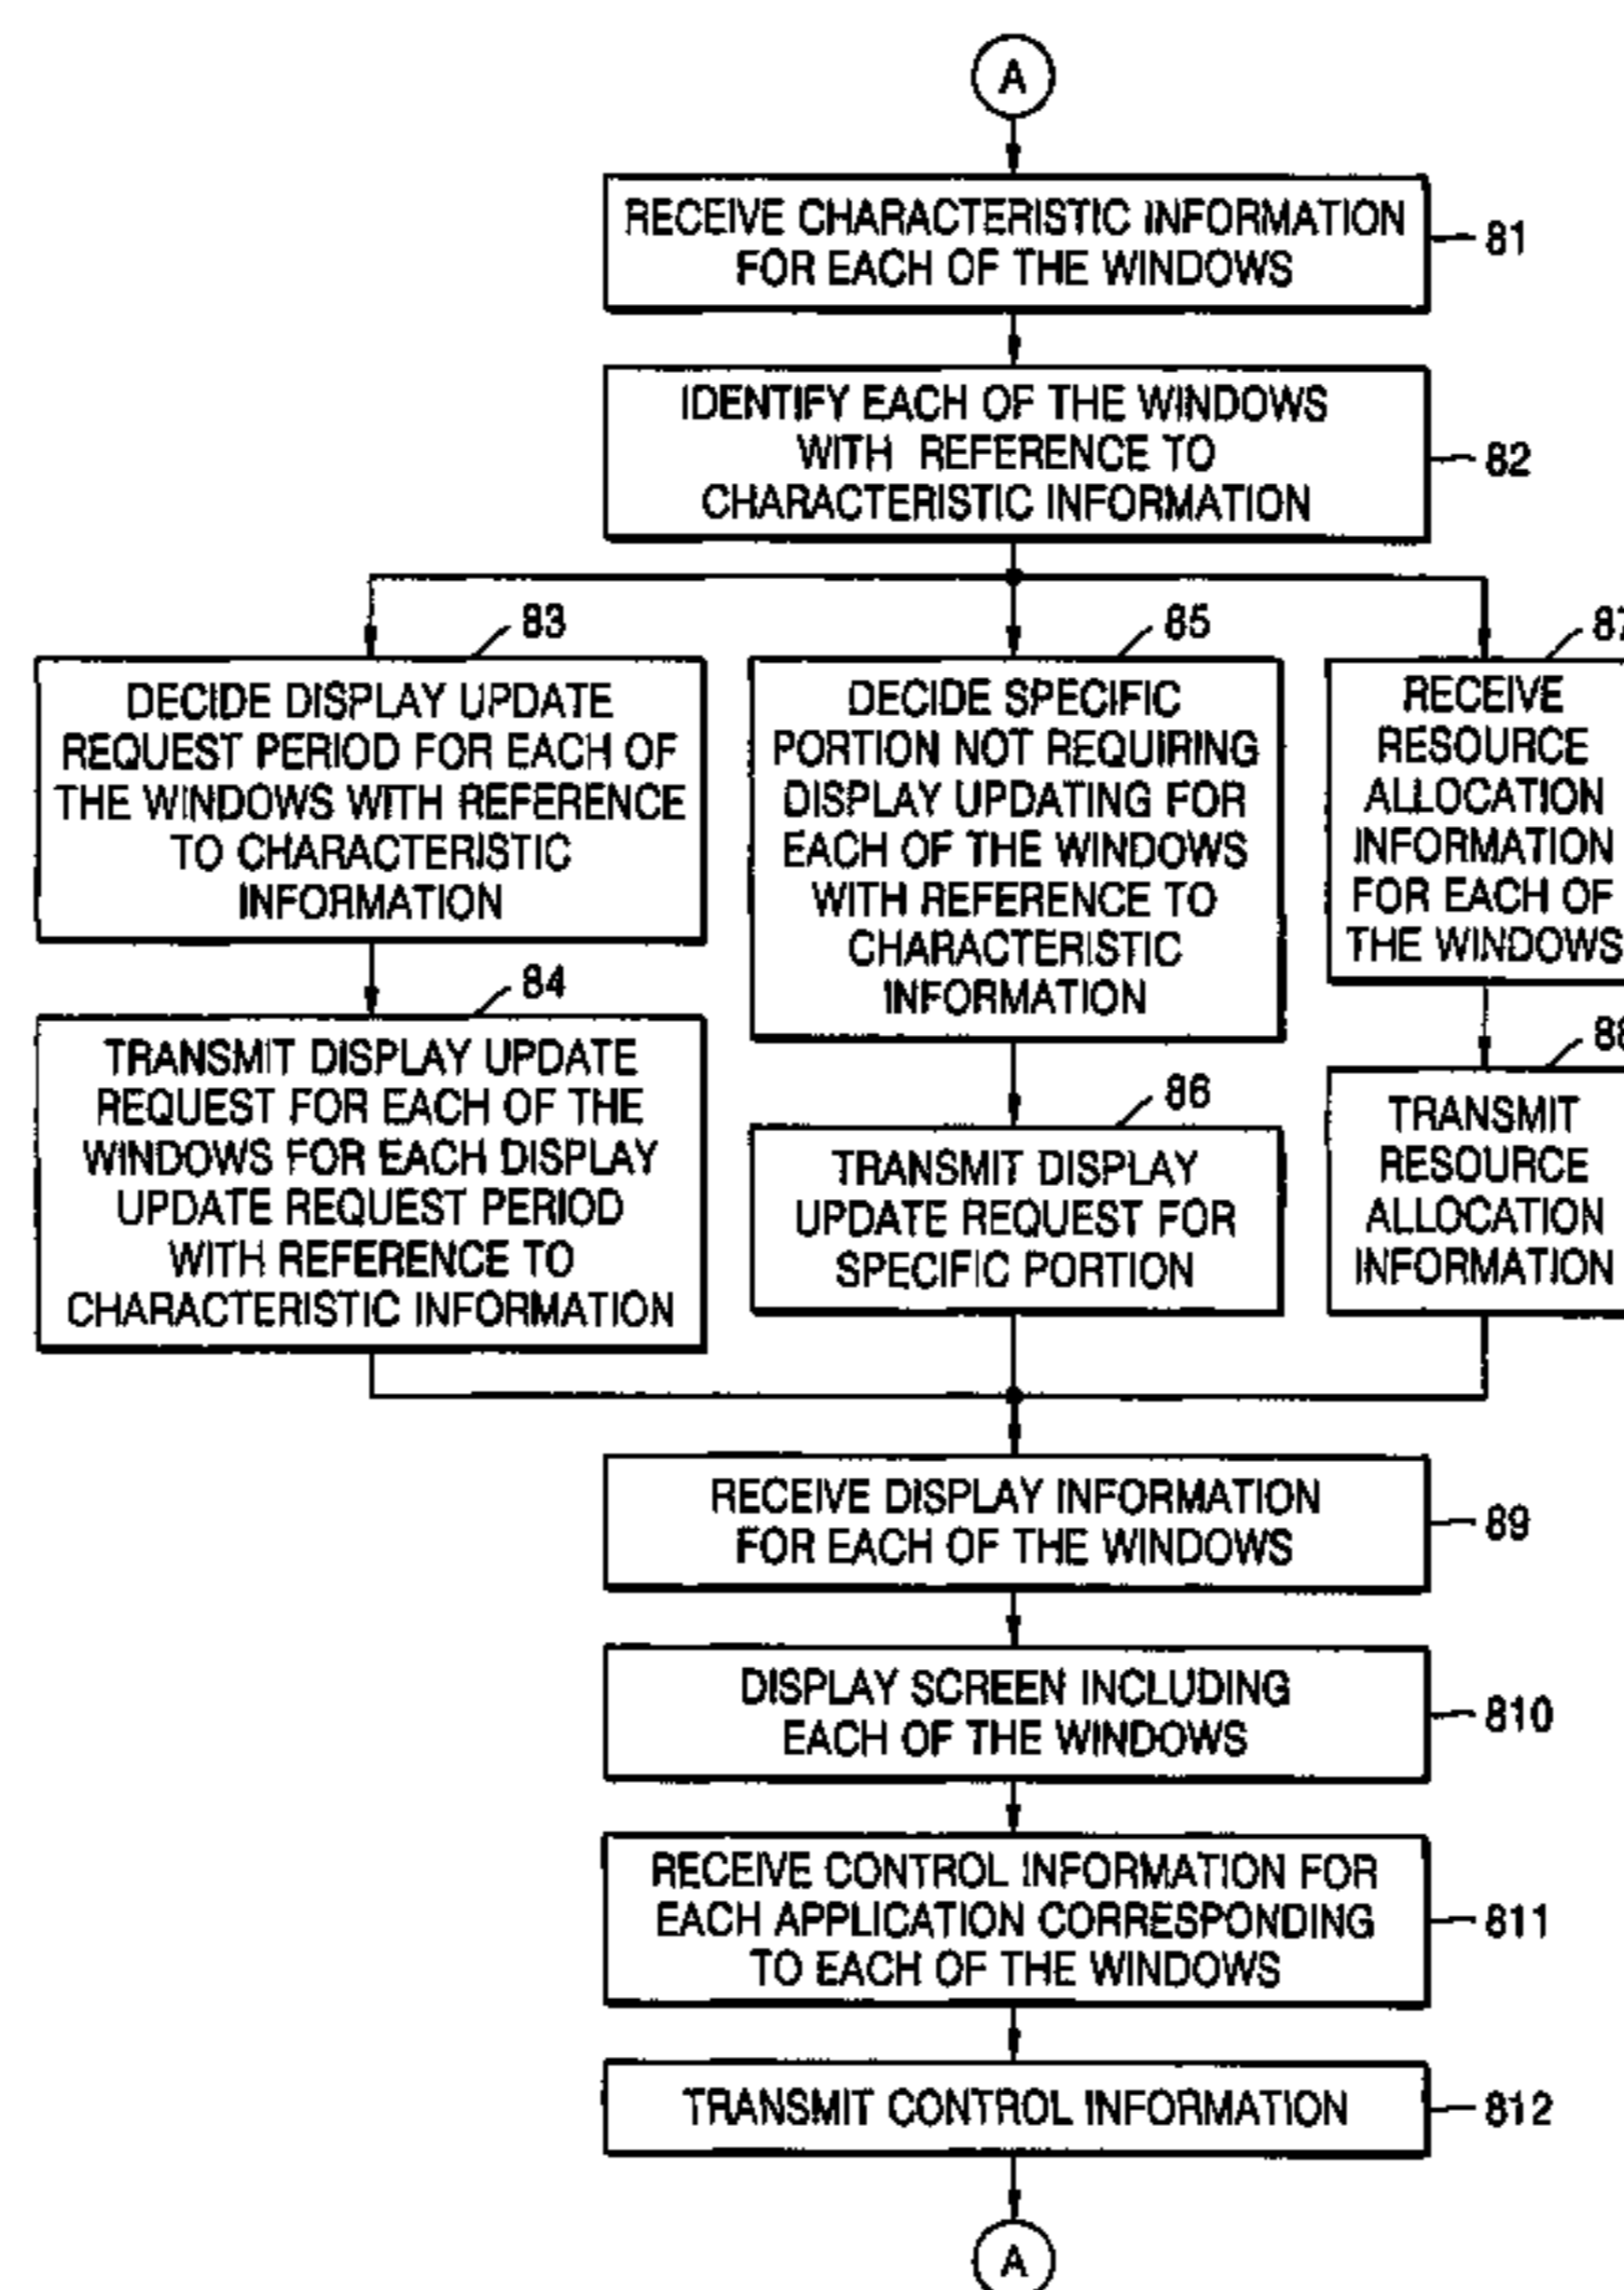 A
RECEIVE CHARACTERISTIC INFORMATION
FOR EACH OF THE WINDOWS
81
IDENTIFY EACH OF THE WINDOWS
WITH REFERENCE TO
CHARACTERISTIC INFORMATION
82
83
DECIDE DISPLAY UPDATE
REQUEST PERIOD FOR EACH OF
THE WINDOWS WITH REFERENCE
TO CHARACTERISTIC
INFORMATION
84
TRANSMIT DISPLAY UPDATE
REQUEST FOR EACH OF THE
WINDOWS FOR EACH DISPLAY
UPDATE REQUEST PERIOD
WITH REFERENCE TO
CHARACTERISTIC INFORMATION
85
DECIDE SPECIFIC
PORTION NOT REQUIRING
DISPLAY UPDATING FOR
EACH OF THE WINDOWS
WITH REFERENCE TO
CHARACTERISTIC
INFORMATION
86
TRANSMIT DISPLAY
UPDATE REQUEST FOR
SPECIFIC PORTION
87
RECEIVE
RESOURCE
ALLOCATION
INFORMATION
FOR EACH OF
THE WINDOWS
88
TRANSMIT
RESOURCE
ALLOCATION
INFORMATION
RECEIVE DISPLAY INFORMATION
FOR EACH OF THE WINDOWS
89
DISPLAY SCREEN INCLUDING
EACH OF THE WINDOWS
810
RECEIVE CONTROL INFORMATION FOR
EACH APPLICATION CORRESPONDING
TO EACH OF THE WINDOWS
811
TRANSMIT CONTROL INFORMATION
812
A